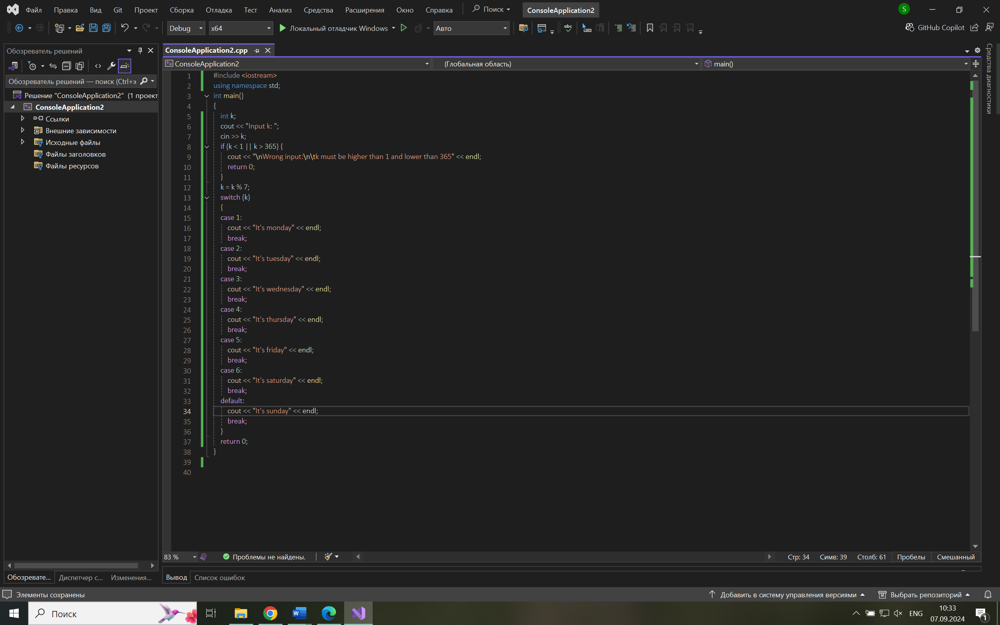 Файл Правка Вид Git Проект Сборка Отладка Тест Анализ Средства Расширения Окно Справка Поиск ConsoleApplication2 S
Debug x64 Локальный отладчик Windows Авто abc GitHub Copilot
Обозреватель решений
ConsoleApplication2.cpp
Средства диагностики
ConsoleApplication2 (Глобальная область) main()
Обозреватель решений — поиск (Ctrl+ж
Решение "ConsoleApplication2" (1 проект
ConsoleApplication2
Ссылки
Внешние зависимости
Исходные файлы
Файлы заголовков
Файлы ресурсов
1 #include <iostream>
2 using namespace std;
3 int main()
4 {
5 int k;
6 cout << "Input k: ";
7 cin >> k;
8 if (k < 1 || k > 365) {
9 cout << "\nWrong input:\n\tk must be higher than 1 and lower than 365" << endl;
10 return 0;
11 }
12 k = k % 7;
13 switch (k)
14 {
15 case 1:
16 cout << "It's monday" << endl;
17 break;
18 case 2:
19 cout << "It's tuesday" << endl;
20 break;
21 case 3:
22 cout << "It's wednesday" << endl;
23 break;
24 case 4:
25 cout << "It's thursday" << endl;
26 break;
27 case 5:
28 cout << "It's friday" << endl;
29 break;
30 case 6:
31 cout << "It's saturday" << endl;
32 break;
33 default:
34 cout << "It's sunday" << endl;
35 break;
36 }
37 return 0;
38 }
39
40
83 % Проблемы не найдены. Стр: 34 Симв: 39 Столб: 61 Пробелы Смешанный
Обозревате... Диспетчер с... Изменения... Вывод Список ошибок
Элементы сохранены Добавить в систему управления версиями Выбрать репозиторий
Поиск ENG 10:33
07.09.2024 1